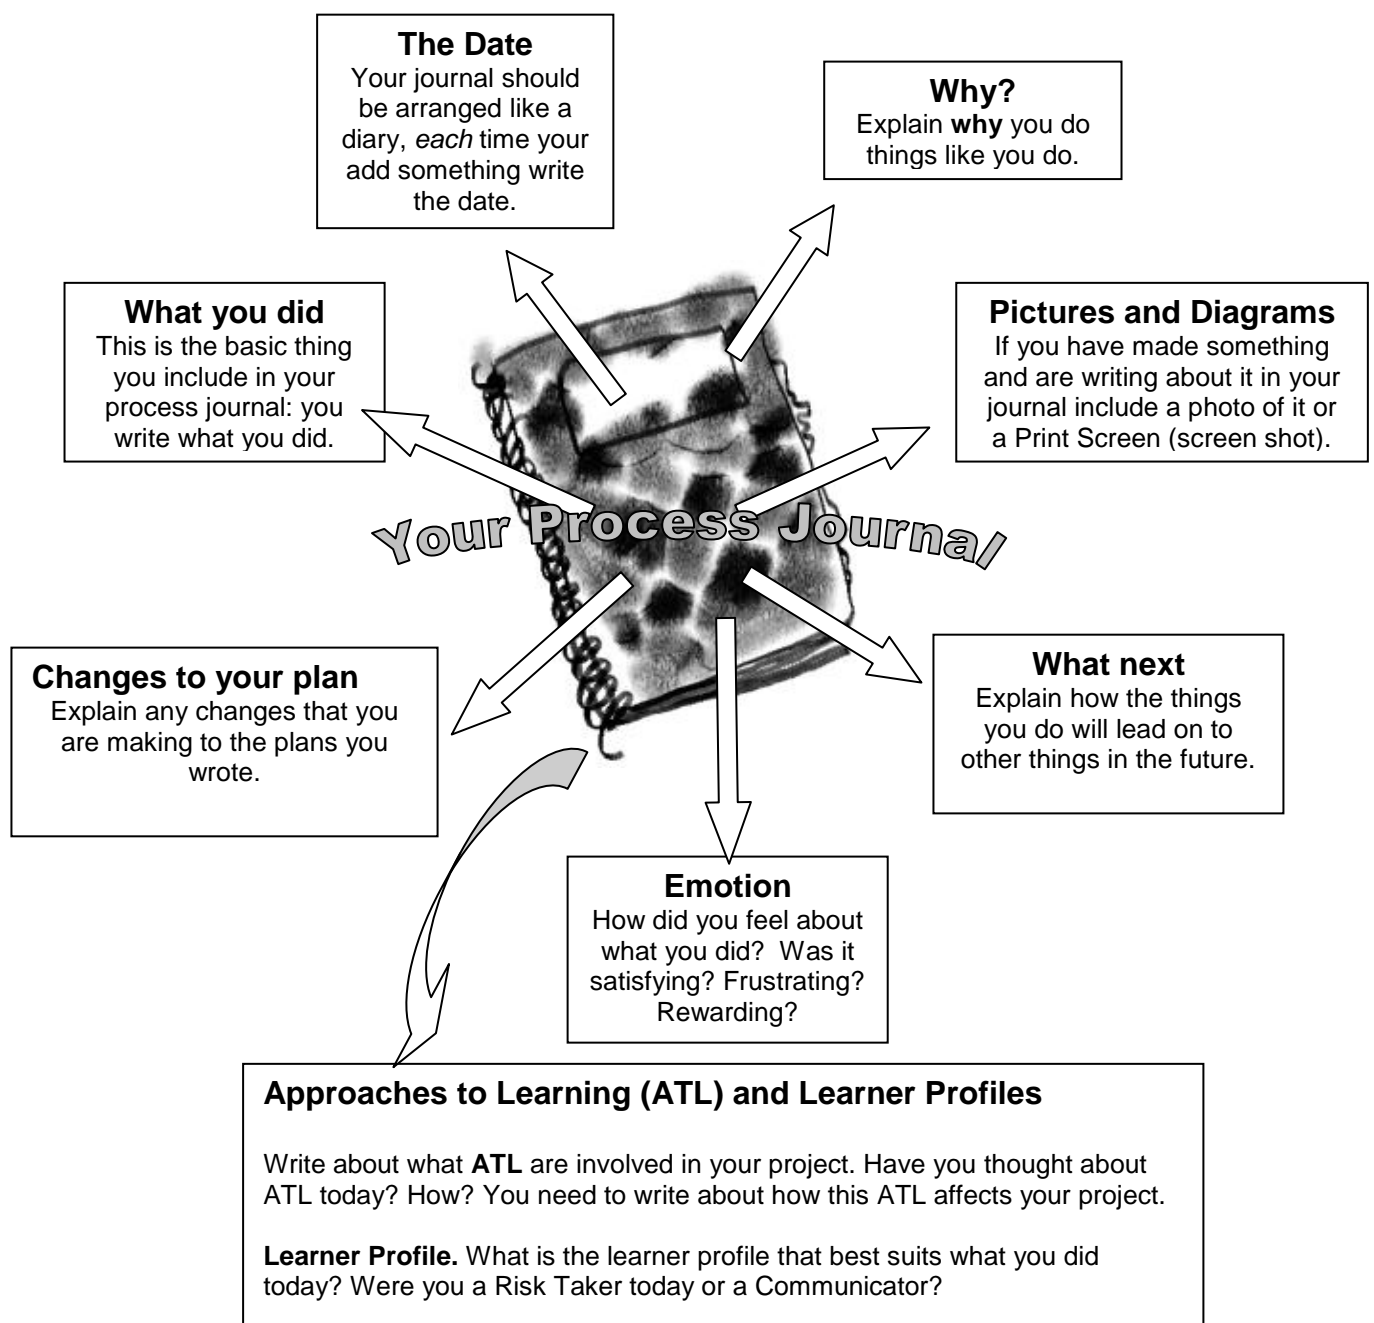 The Date
Your journal should
be arranged like a
diary, each time your
add something write
the date.
Why?
Explain why you do
things like you do.
What you did
This is the basic thing
you include in your
process journal: you
write what you did.
Pictures and Diagrams
If you have made something
and are writing about it in your
journal include a photo of it or
a Print Screen (screen shot).
Your Process Journal
Changes to your plan
Explain any changes that you
are making to the plans you
wrote.
What next
Explain how the things
you do will lead on to
other things in the future.
Emotion
How did you feel about
what you did?  Was it
satisfying? Frustrating?
Rewarding?
Approaches to Learning (ATL) and Learner Profiles
Write about what ATL are involved in your project. Have you thought about
ATL today? How? You need to write about how this ATL affects your project.
Learner Profile. What is the learner profile that best suits what you did
today? Were you a Risk Taker today or a Communicator?